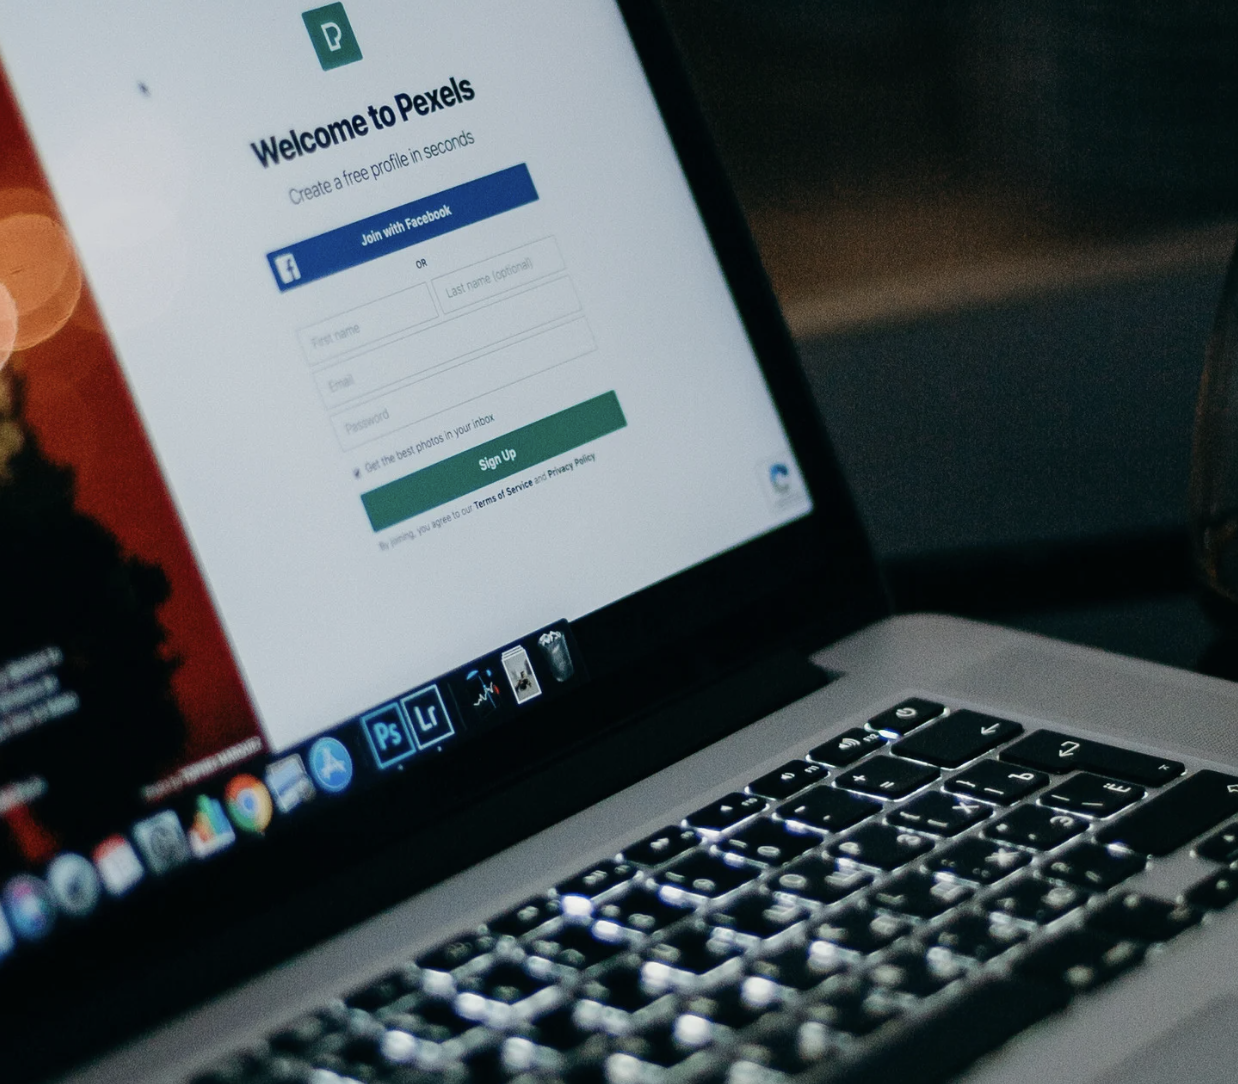 Welcome to Pexels
Create a free profile in seconds
Join with Facebook
OR
First name
Last name (optional)
Email
Password
Get the best photos in your inbox
Sign Up
By joining, you agree to our Terms of Service and Privacy Policy
Ps
Lr